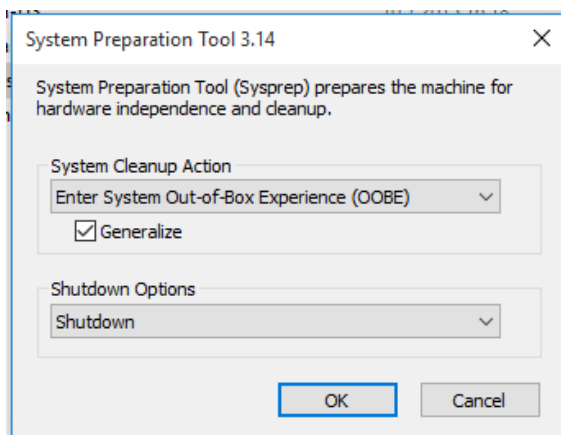 System Preparation Tool 3.14
System Preparation Tool (Sysprep) prepares the machine for
hardware independence and cleanup.
System Cleanup Action
Enter System Out-of-Box Experience (OOBE)
Generalize
Shutdown Options
Shutdown
OK
Cancel